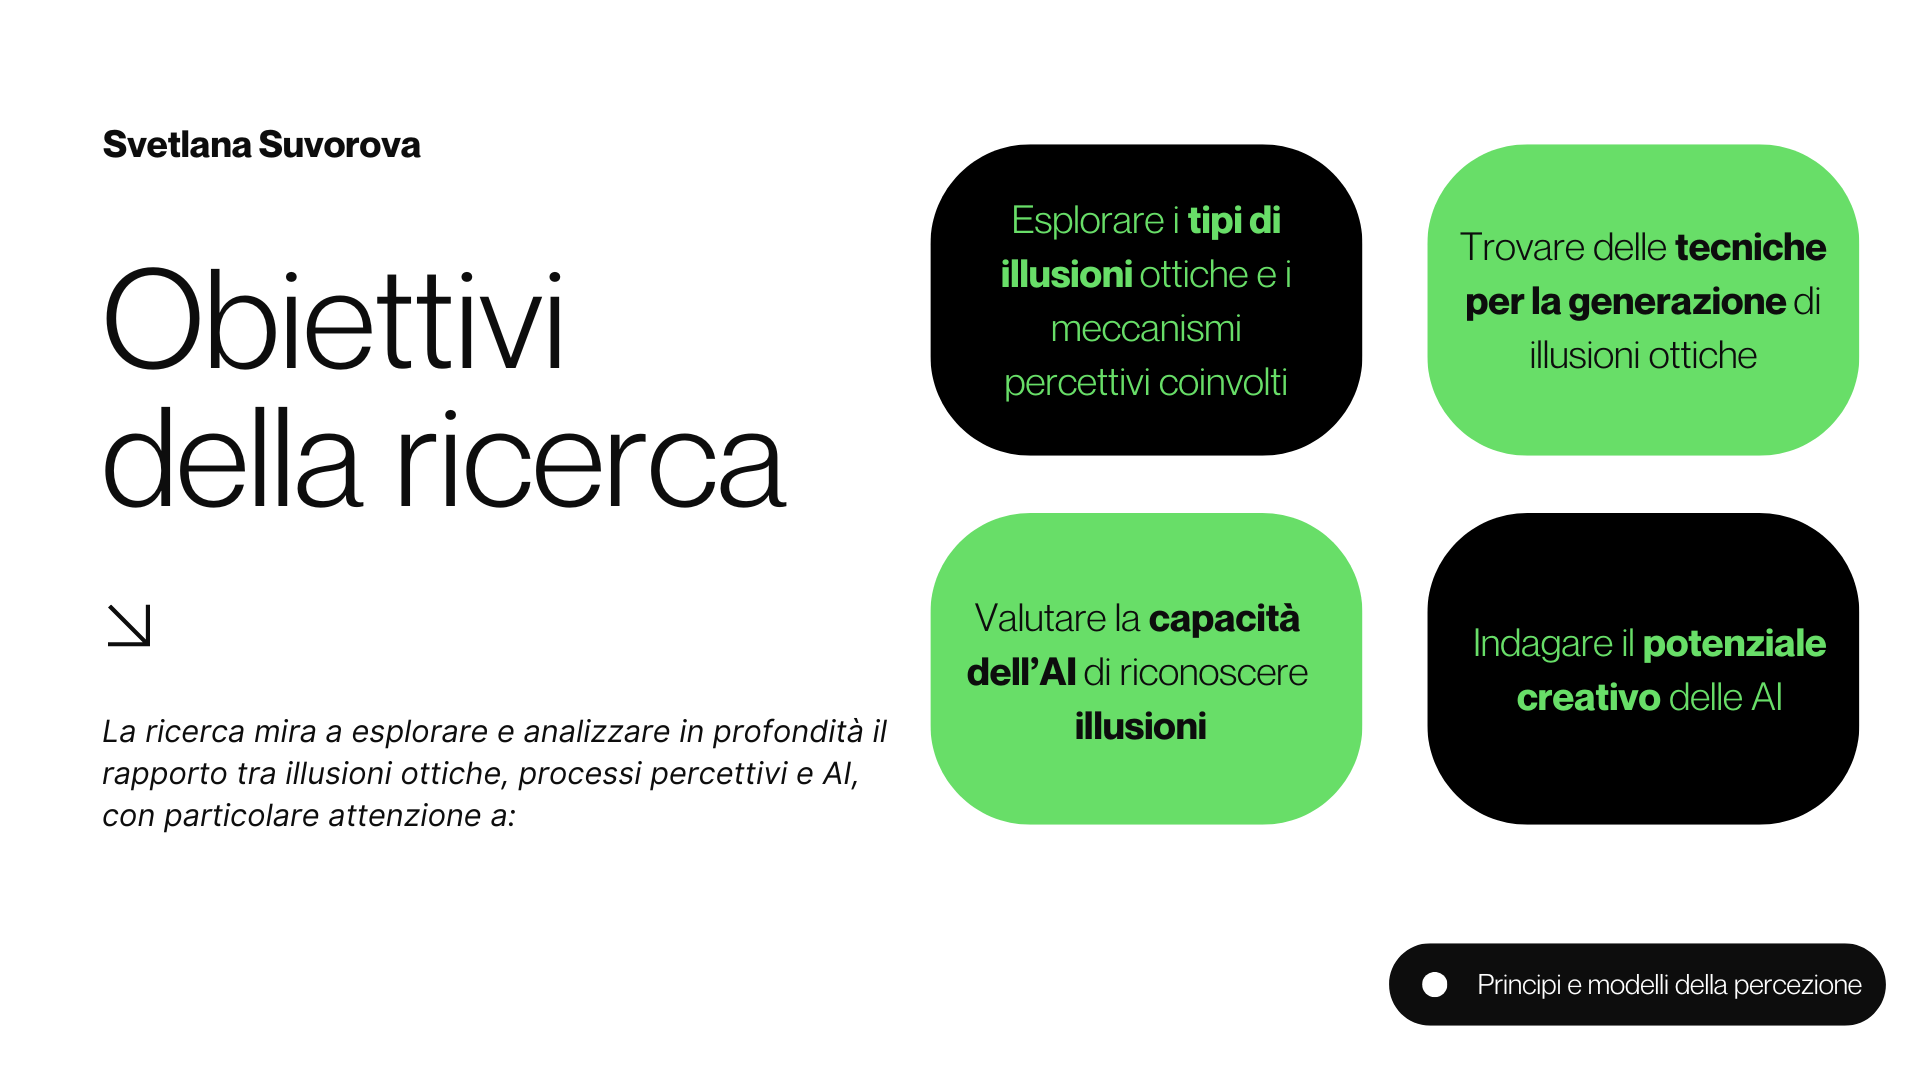 Svetlana Suvorova
Obiettivi
della ricerca
La ricerca mira a esplorare e analizzare in profondità il
rapporto tra illusioni ottiche, processi percettivi e AI,
con particolare attenzione a:
Esplorare i tipi di
illusioni ottiche e i
meccanismi
percettivi coinvolti
Trovare delle tecniche
per la generazione di
illusioni ottiche
Valutare la capacità
dell’AI di riconoscere
illusioni
Indagare il potenziale
creativo delle AI
Principi e modelli della percezione